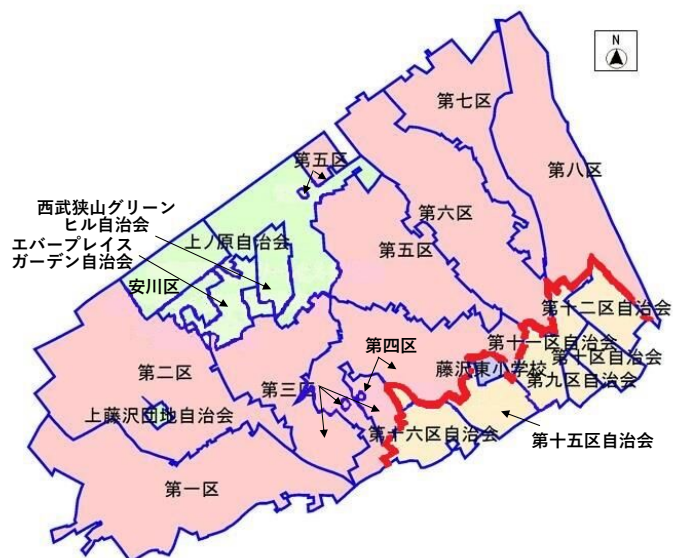 N
第七区
第五区
第八区
西武狭山グリーン
ヒル自治会
第六区
エバープレイス
ガーデン自治会
上ノ原自治会
第五区
安川区
第十二区自治会
第十一区自治会
第四区
第十区自治会
第二区
藤沢東小学校
第九区自治会
第三区
上藤沢団地自治会
第十六区自治会
第十五区自治会
第一区